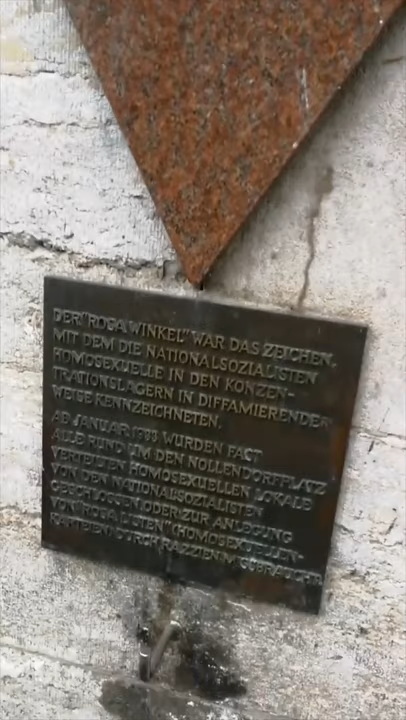 DER "ROSA WINKEL" WAR DAS ZEICHEN,
MIT DEM DIE NATIONALSOZIALISTEN
HOMOSEXUELLE IN DEN KONZEN-
TRATIONSLAGERN IN DIFFAMIERENDER
WEISE KENNZEICHNETEN.
AB JANUAR 1933 WURDEN FAST
ALLE RUND UM DEN NOLLENDORFPLATZ
VERTEILTEN HOMOSEXUELLEN LOKALE
VON DEN NATIONALSOZIALISTEN
GESCHLOSSEN ODER ZUR ANLEGUNG
VON "ROSA LISTEN" (HOMOSEXUELLEN-
KARTEIEN) DURCH RAZZIEN MISSBRAUCHT.